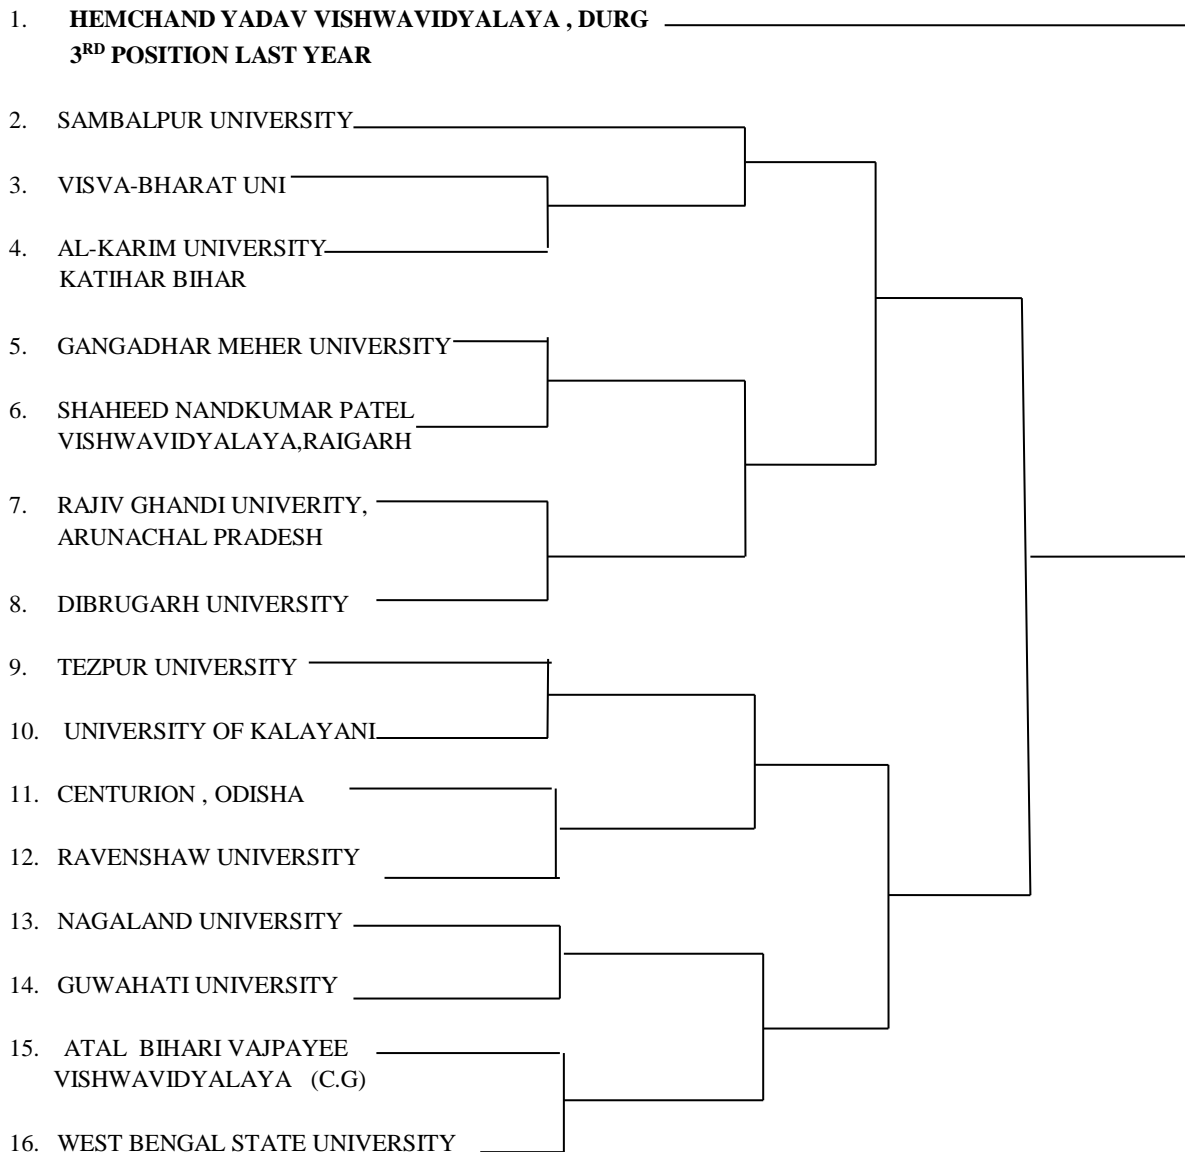 1. HEMCHAND YADAV VISHWAVIDYALAYA , DURG
3RD POSITION LAST YEAR
2. SAMBALPUR UNIVERSITY
3. VISVA-BHARAT UNI
4. AL-KARIM UNIVERSITY
KATIHAR BIHAR
5. GANGADHAR MEHER UNIVERSITY
6. SHAHEED NANDKUMAR PATEL
VISHWAVIDYALAYA,RAIGARH
7. RAJIV GHANDI UNIVERITY,
ARUNACHAL PRADESH
8. DIBRUGARH UNIVERSITY
9. TEZPUR UNIVERSITY
10. UNIVERSITY OF KALAYANI
11. CENTURION , ODISHA
12. RAVENSHAW UNIVERSITY
13. NAGALAND UNIVERSITY
14. GUWAHATI UNIVERSITY
15. ATAL BIHARI VAJPAYEE
VISHWAVIDYALAYA (C.G)
16. WEST BENGAL STATE UNIVERSITY